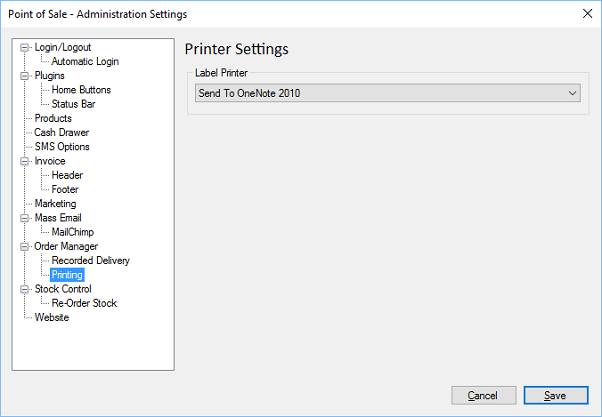 Point of Sale - Administration Settings
Login/Logout
Automatic Login
Plugins
Home Buttons
Status Bar
Products
Cash Drawer
SMS Options
Invoice
Header
Footer
Marketing
Mass Email
MailChimp
Order Manager
Recorded Delivery
Printing
Stock Control
Re-Order Stock
Website
Printer Settings
Label Printer
Send To OneNote 2010
Cancel
Save